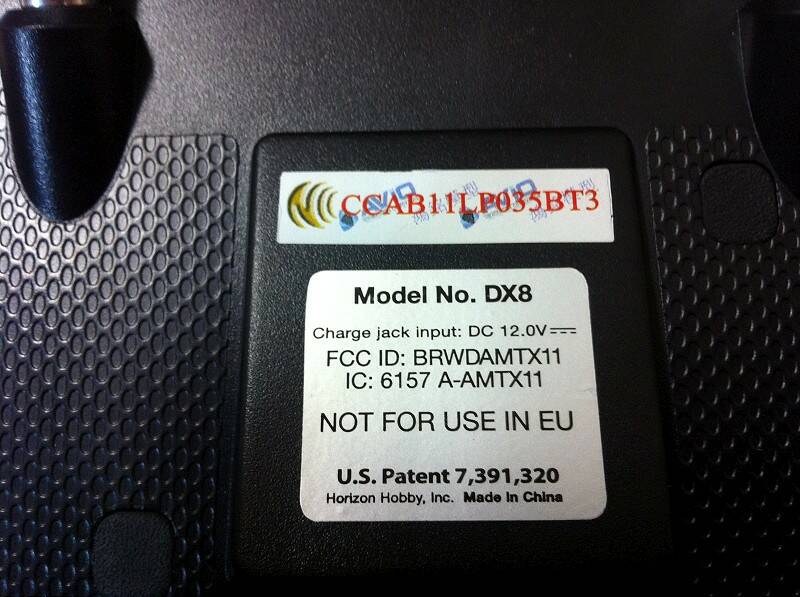 CCAB11LP035BT3
Model No. DX8
Charge jack input: DC 12.0V
FCC ID: BRWDAMTX11
IC: 6157 A-AMTX11
NOT FOR USE IN EU
U.S. Patent 7,391,320
Horizon Hobby, Inc. Made In China